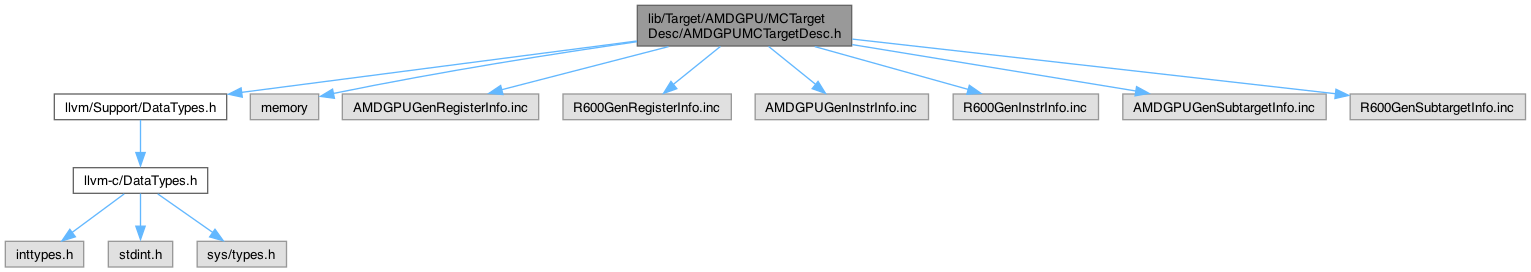 lib/Target/AMDGPU/MCTarget
Desc/AMDGPUMCTargetDesc.h
llvm/Support/DataTypes.h
memory
AMDGPUGenRegisterInfo.inc
R600GenRegisterInfo.inc
AMDGPUGenInstrInfo.inc
R600GenInstrInfo.inc
AMDGPUGenSubtargetInfo.inc
R600GenSubtargetInfo.inc
llvm-c/DataTypes.h
inttypes.h
stdint.h
sys/types.h